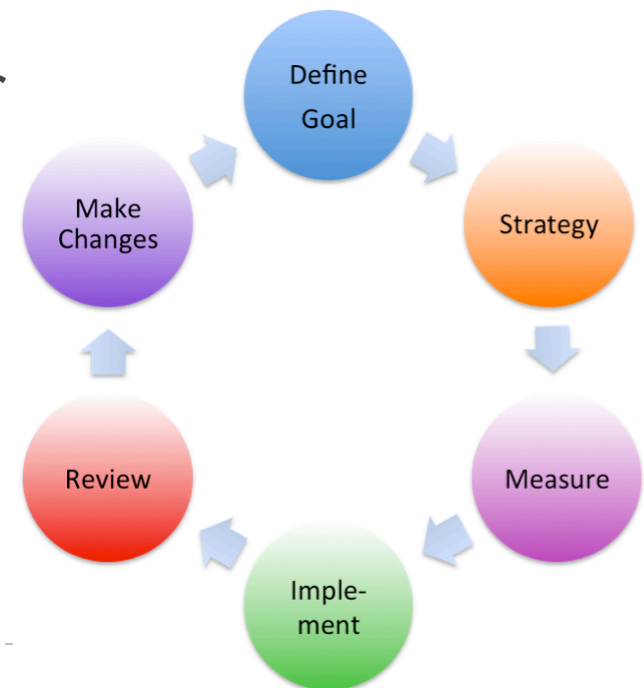 Define
Goal
Strategy
Measure
Imple-
ment
Review
Make
Changes